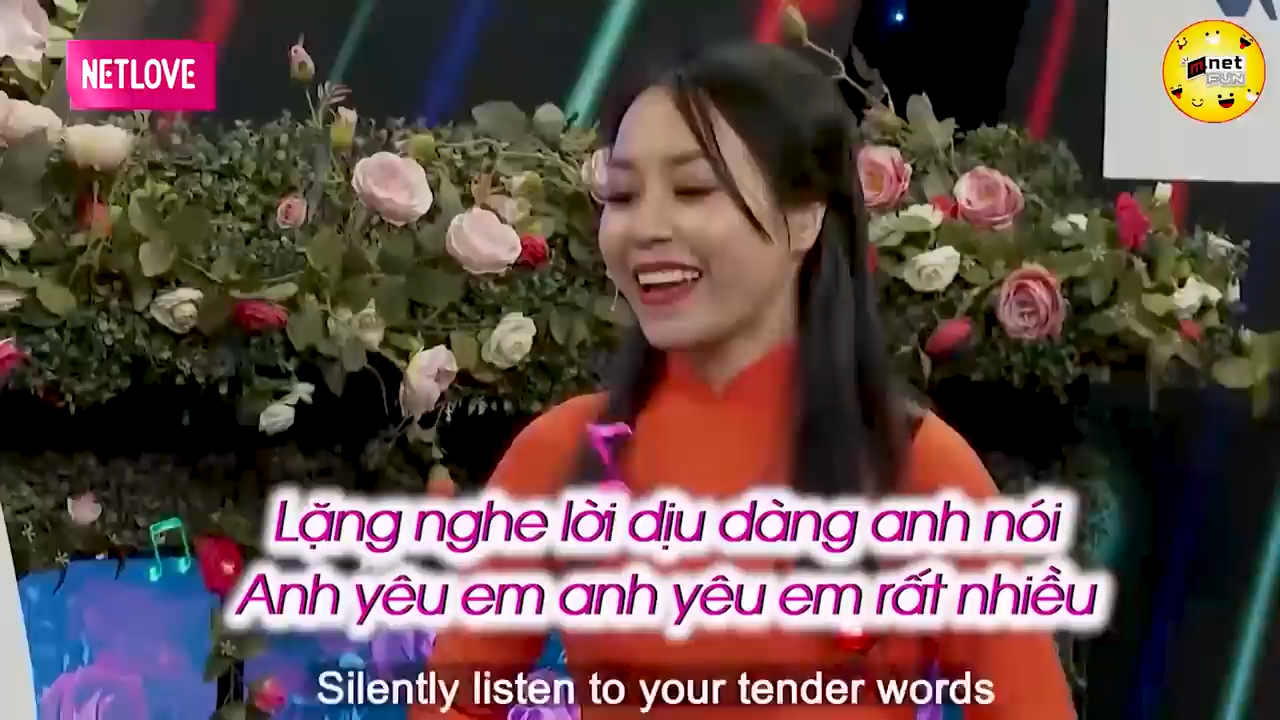 NETLOVE
m.net
FUN
Lặng nghe lời dịu dàng anh nói
Anh yêu em anh yêu em rất nhiều
Silently listen to your tender words